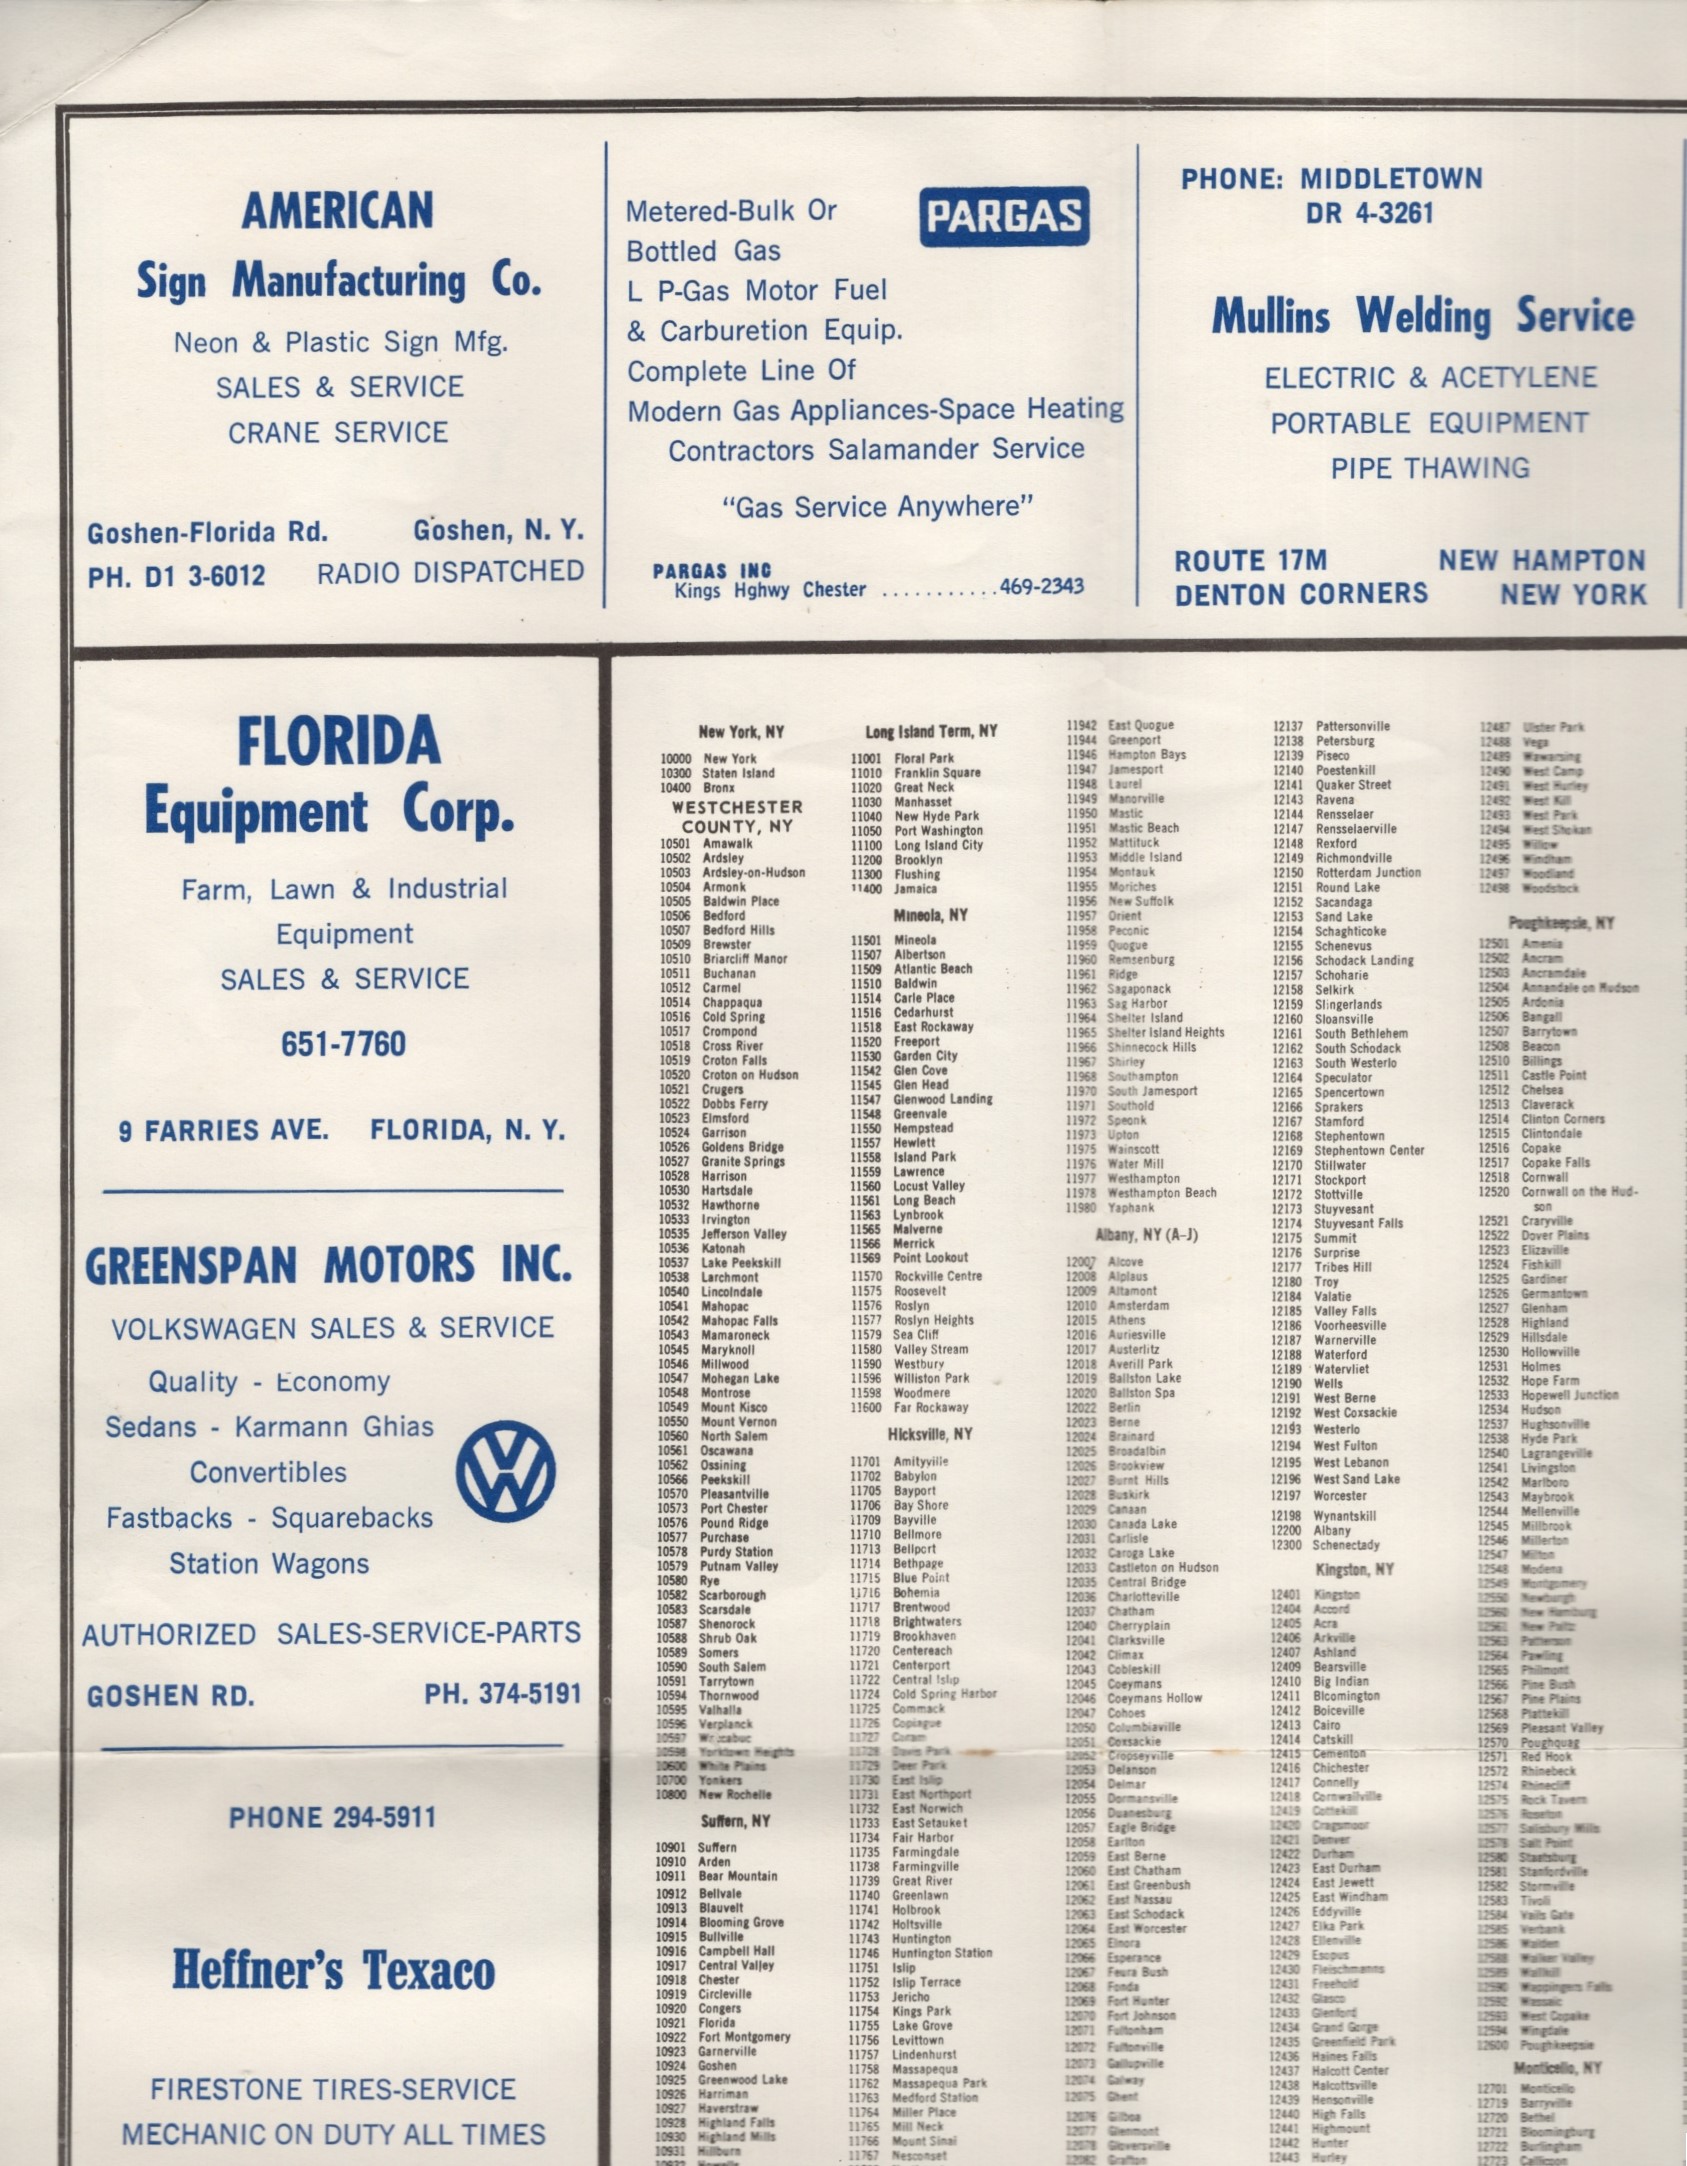 AMERICAN
Sign Manufacturing Co.
Neon & Plastic Sign Mfg.
SALES & SERVICE
CRANE SERVICE
Goshen-Florida Rd. Goshen, N. Y.
PH. D1 3-6012 RADIO DISPATCHED
Metered-Bulk Or
Bottled Gas
L P-Gas Motor Fuel
& Carburetion Equip.
Complete Line Of
Modern Gas Appliances-Space Heating
Contractors Salamander Service
"Gas Service Anywhere"
PARGAS
PARGAS INC
Kings Hghwy Chester ...........469-2343
PHONE: MIDDLETOWN
DR 4-3261
Mullins Welding Service
ELECTRIC & ACETYLENE
PORTABLE EQUIPMENT
PIPE THAWING
ROUTE 17M NEW HAMPTON
DENTON CORNERS NEW YORK
FLORIDA
Equipment Corp.
Farm, Lawn & Industrial
Equipment
SALES & SERVICE
651-7760
9 FARRIES AVE. FLORIDA, N. Y.
GREENSPAN MOTORS INC.
VOLKSWAGEN SALES & SERVICE
Quality - Economy
Sedans - Karmann Ghias
Convertibles
Fastbacks - Squarebacks
Station Wagons
AUTHORIZED SALES-SERVICE-PARTS
GOSHEN RD. PH. 374-5191
PHONE 294-5911
Heffner's Texaco
FIRESTONE TIRES-SERVICE
MECHANIC ON DUTY ALL TIMES
New York, NY
10000 New York
10300 Staten Island
10400 Bronx
WESTCHESTER
COUNTY, NY
10501 Amawalk
10502 Ardsley
10503 Ardsley-on-Hudson
10504 Armonk
10505 Baldwin Place
10506 Bedford
10507 Bedford Hills
10509 Brewster
10510 Briarcliff Manor
10511 Buchanan
10512 Carmel
10514 Chappaqua
10516 Cold Spring
10517 Crompond
10518 Cross River
10519 Croton Falls
10520 Croton on Hudson
10521 Crugers
10522 Dobbs Ferry
10523 Elmsford
10524 Garrison
10526 Goldens Bridge
10527 Granite Springs
10528 Harrison
10530 Hartsdale
10532 Hawthorne
10533 Irvington
10535 Jefferson Valley
10536 Katonah
10537 Lake Peekskill
10538 Larchmont
10540 Lincolndale
10541 Mahopac
10542 Mahopac Falls
10543 Mamaroneck
10545 Maryknoll
10546 Millwood
10547 Mohegan Lake
10548 Montrose
10549 Mount Kisco
10550 Mount Vernon
10560 North Salem
10561 Oscawana
10562 Ossining
10566 Peekskill
10570 Pleasantville
10573 Port Chester
10576 Pound Ridge
10577 Purchase
10578 Purdy Station
10579 Putnam Valley
10580 Rye
10582 Scarborough
10583 Scarsdale
10587 Shenorock
10588 Shrub Oak
10589 Somers
10590 South Salem
10591 Tarrytown
10594 Thornwood
10595 Valhalla
10596 Verplanck
10597
10598 Yorktown Heights
10600 White Plains
10700 Yonkers
10800 New Rochelle
Suffern, NY
10901 Suffern
10910 Arden
10911 Bear Mountain
10912 Bellvale
10913 Blauvelt
10914 Blooming Grove
10915 Bullville
10916 Campbell Hall
10917 Central Valley
10918 Chester
10919 Circleville
10920 Congers
10921 Florida
10922 Fort Montgomery
10923 Garnerville
10924 Goshen
10925 Greenwood Lake
10926 Harriman
10927 Haverstraw
10928 Highland Falls
10930 Highland Mills
10931 Hillburn
Long Island Term, NY
11001 Floral Park
11010 Franklin Square
11020 Great Neck
11030 Manhasset
11040 New Hyde Park
11050 Port Washington
11100 Long Island City
11200 Brooklyn
11300 Flushing
11400 Jamaica
Mineola, NY
11501 Mineola
11507 Albertson
11509 Atlantic Beach
11510 Baldwin
11514 Carle Place
11516 Cedarhurst
11518 East Rockaway
11520 Freeport
11530 Garden City
11542 Glen Cove
11545 Glen Head
11547 Glenwood Landing
11548 Greenvale
11550 Hempstead
11557 Hewlett
11558 Island Park
11559 Lawrence
11560 Locust Valley
11561 Long Beach
11563 Lynbrook
11565 Malverne
11566 Merrick
11569 Point Lookout
11570 Rockville Centre
11575 Roosevelt
11576 Roslyn
11577 Roslyn Heights
11579 Sea Cliff
11580 Valley Stream
11590 Westbury
11596 Williston Park
11598 Woodmere
11600 Far Rockaway
Hicksville, NY
11701 Amityville
11702 Babylon
11705 Bayport
11706 Bay Shore
11709 Bayville
11710 Bellmore
11713 Bellport
11714 Bethpage
11715 Blue Point
11716 Bohemia
11717 Brentwood
11718 Brightwaters
11719 Brookhaven
11720 Centereach
11721 Centerport
11722 Central Islip
11724 Cold Spring Harbor
11725 Commack
11726 Copiague
11727 Coram
11728 Davis Park
11729 Deer Park
11730 East Islip
11731 East Northport
11732 East Norwich
11733 East Setauket
11734 Fair Harbor
11735 Farmingdale
11738 Farmingville
11739 Great River
11740 Greenlawn
11741 Holbrook
11742 Holtsville
11743 Huntington
11746 Huntington Station
11751 Islip
11752 Islip Terrace
11753 Jericho
11754 Kings Park
11755 Lake Grove
11756 Levittown
11757 Lindenhurst
11758 Massapequa
11762 Massapequa Park
11763 Medford Station
11764 Miller Place
11765 Mill Neck
11766 Mount Sinai
11767 Nesconset
11942 East Quogue
11944 Greenport
11946 Hampton Bays
11947 Jamesport
11948 Laurel
11949 Manorville
11950 Mastic
11951 Mastic Beach
11952 Mattituck
11953 Middle Island
11954 Montauk
11955 Moriches
11956 New Suffolk
11957 Orient
11958 Peconic
11959 Quogue
11960 Remsenburg
11961 Ridge
11962 Sagaponack
11963 Sag Harbor
11964 Shelter Island
11965 Shelter Island Heights
11966 Shinnecock Hills
11967 Shirley
11968 Southampton
11970 South Jamesport
11971 Southold
11972 Speonk
11973 Upton
11975 Wainscott
11976 Water Mill
11977 Westhampton
11978 Westhampton Beach
11980 Yaphank
Albany, NY (A-J)
12007 Alcove
12008 Alplaus
12009 Altamont
12010 Amsterdam
12015 Athens
12016 Auriesville
12017 Austerlitz
12018 Averill Park
12019 Ballston Lake
12020 Ballston Spa
12022 Berlin
12023 Berne
12024 Brainard
12025 Broadalbin
12026 Brookview
12027 Burnt Hills
12028 Buskirk
12029 Canaan
12030 Canada Lake
12031 Carlisle
12032 Caroga Lake
12033 Castleton on Hudson
12035 Central Bridge
12036 Charlotteville
12037 Chatham
12040 Cherryplain
12041 Clarksville
12042 Climax
12043 Cobleskill
12045 Coeymans
12046 Coeymans Hollow
12047 Cohoes
12050 Columbiaville
12051 Coxsackie
12052 Cropseyville
12053 Delanson
12054 Delmar
12055 Dormansville
12056 Duanesburg
12057 Eagle Bridge
12058 Earlton
12059 East Berne
12060 East Chatham
12061 East Greenbush
12062 East Nassau
12063 East Schodack
12064 East Worcester
12065 Elnora
12066 Esperance
12067 Feura Bush
12068 Fonda
12069 Fort Hunter
12070 Fort Johnson
12071 Fultonham
12072 Fultonville
12073 Gallupville
12074 Galway
12075 Ghent
12076 Gilboa
12077 Glenmont
12078 Gloversville
12082 Grafton
12137 Pattersonville
12138 Petersburg
12139 Piseco
12140 Poestenkill
12141 Quaker Street
12143 Ravena
12144 Rensselaer
12147 Rensselaerville
12148 Rexford
12149 Richmondville
12150 Rotterdam Junction
12151 Round Lake
12152 Sacandaga
12153 Sand Lake
12154 Schaghticoke
12155 Schenevus
12156 Schodack Landing
12157 Schoharie
12158 Selkirk
12159 Slingerlands
12160 Sloansville
12161 South Bethlehem
12162 South Schodack
12163 South Westerlo
12164 Speculator
12165 Spencertown
12166 Sprakers
12167 Stamford
12168 Stephentown
12169 Stephentown Center
12170 Stillwater
12171 Stockport
12172 Stottville
12173 Stuyvesant
12174 Stuyvesant Falls
12175 Summit
12176 Surprise
12177 Tribes Hill
12180 Troy
12184 Valatie
12185 Valley Falls
12186 Voorheesville
12187 Warnerville
12188 Waterford
12189 Watervliet
12190 Wells
12191 West Berne
12192 West Coxsackie
12193 Westerlo
12194 West Fulton
12195 West Lebanon
12196 West Sand Lake
12197 Worcester
12198 Wynantskill
12200 Albany
12300 Schenectady
Kingston, NY
12401 Kingston
12404 Accord
12405 Acra
12406 Arkville
12407 Ashland
12409 Bearsville
12410 Big Indian
12411 Bloomington
12412 Boiceville
12413 Cairo
12414 Catskill
12415 Cementon
12416 Chichester
12417 Connelly
12418 Cornwallville
12419 Cottekill
12420 Cragsmoor
12421 Denver
12422 Durham
12423 East Durham
12424 East Jewett
12425 East Windham
12426 Eddyville
12427 Elka Park
12428 Ellenville
12429 Esopus
12430 Fleischmanns
12431 Freehold
12432 Glasco
12433 Glenford
12434 Grand Gorge
12435 Greenfield Park
12436 Haines Falls
12437 Halcott Center
12438 Halcottsville
12439 Hensonville
12440 High Falls
12441 Highmount
12442 Hunter
12443 Hurley
12487 Ulster Park
12488 Vega
12489 Wawarsing
12490 West Camp
12491 West Hurley
12492 West Kill
12493 West Park
12494 West Shokan
12495 Willow
12496 Windham
12497 Woodland
12498 Woodstock
Poughkeepsie, NY
12501 Amenia
12502 Ancram
12503 Ancramdale
12504 Annandale on Hudson
12505 Ardonia
12506 Bangall
12507 Barrytown
12508 Beacon
12510 Billings
12511 Castle Point
12512 Chelsea
12513 Claverack
12514 Clinton Corners
12515 Clintondale
12516 Copake
12517 Copake Falls
12518 Cornwall
12520 Cornwall on the Hud-
son
12521 Craryville
12522 Dover Plains
12523 Elizaville
12524 Fishkill
12525 Gardiner
12526 Germantown
12527 Glenham
12528 Highland
12529 Hillsdale
12530 Hollowville
12531 Holmes
12532 Hope Farm
12533 Hopewell Junction
12534 Hudson
12537 Hughsonville
12538 Hyde Park
12540 Lagrangeville
12541 Livingston
12542 Marlboro
12543 Maybrook
12544 Mellenville
12545 Millbrook
12546 Millerton
12547 Milton
12548 Modena
12549 Montgomery
12550 Newburgh
12560 New Hamburg
12561 New Paltz
12563 Patterson
12564 Pawling
12565 Philmont
12566 Pine Bush
12567 Pine Plains
12568 Plattekill
12569 Pleasant Valley
12570 Poughquag
12571 Red Hook
12572 Rhinebeck
12574 Rhinecliff
12575 Rock Tavern
12576 Roseton
12577 Salisbury Mills
12578 Salt Point
12580 Staatsburg
12581 Stanfordville
12582 Stormville
12583 Tivoli
12584 Vails Gate
12585 Verbank
12586 Walden
12588 Walker Valley
12589 Wallkill
12590 Wappingers Falls
12592 Wassaic
12593 West Copake
12594 Wingdale
12600 Poughkeepsie
Monticello, NY
12701 Monticello
12719 Barryville
12720 Bethel
12721 Bloomingburg
12722 Burlingham
12723 Callicoon